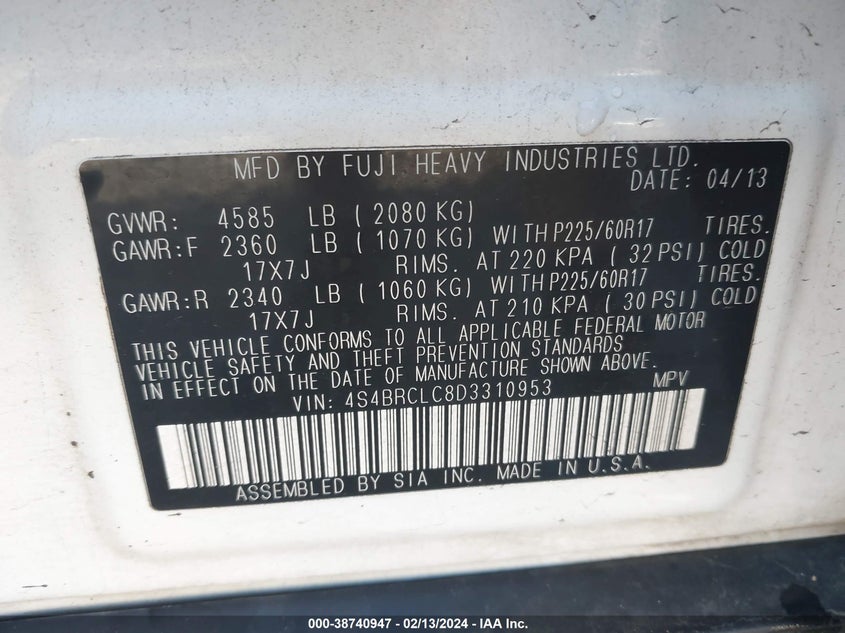 MFD BY FUJI HEAVY INDUSTRIES LTD.
DATE: 04/13
GVWR: 4585 LB ( 2080 KG)
GAWR:F 2360 LB ( 1070 KG) WITH P225/60R17 TIRES.
17X7J RIMS. AT 220 KPA ( 32 PSI) COLD
GAWR:R 2340 LB ( 1060 KG) WITH P225/60R17 TIRES.
17X7J RIMS. AT 210 KPA ( 30 PSI) COLD
THIS VEHICLE CONFORMS TO ALL APPLICABLE FEDERAL MOTOR
VEHICLE SAFETY AND THEFT PREVENTION STANDARDS
IN EFFECT ON THE DATE OF MANUFACTURE SHOWN ABOVE.
VIN: 4S4BRCLC8D3310953 MPV
ASSEMBLED BY SIA INC. MADE IN U.S.A.
000-38740947 - 02/13/2024 - IAA Inc.